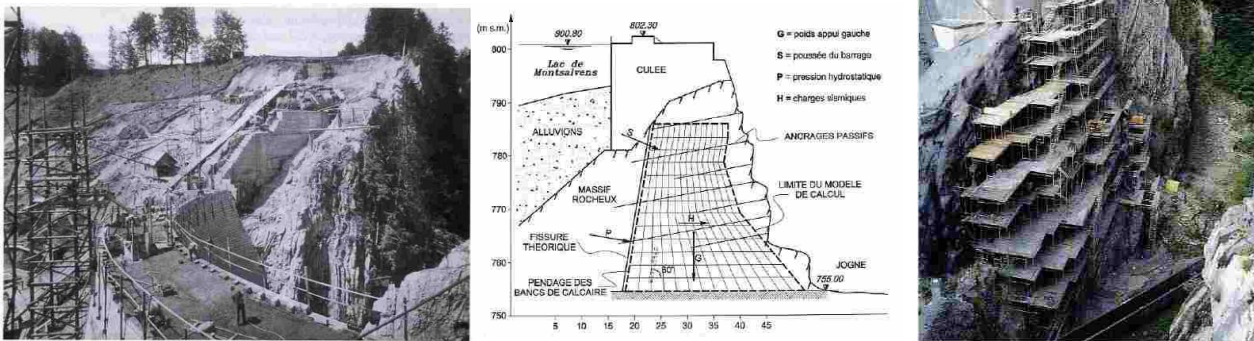 (m s.m.)
800.80
802.30
G = poids appui gauche
S = poussée du barrage
P = pression hydrostatique
H = charges sismiques
800
Lac de
Montsalvens
CULEE
790
ALLUVIONS
S
ANCRAGES PASSIFS
780
MASSIF
ROCHEUX
LIMITE DU MODELE
DE CALCUL
770
H
FISSURE
THEORIQUE
P
G
JOGNE
760
60°
755.00
PENDAGE DES
BANCS DE CALCAIRE
750
5 10 15 20 25 30 35 40 45